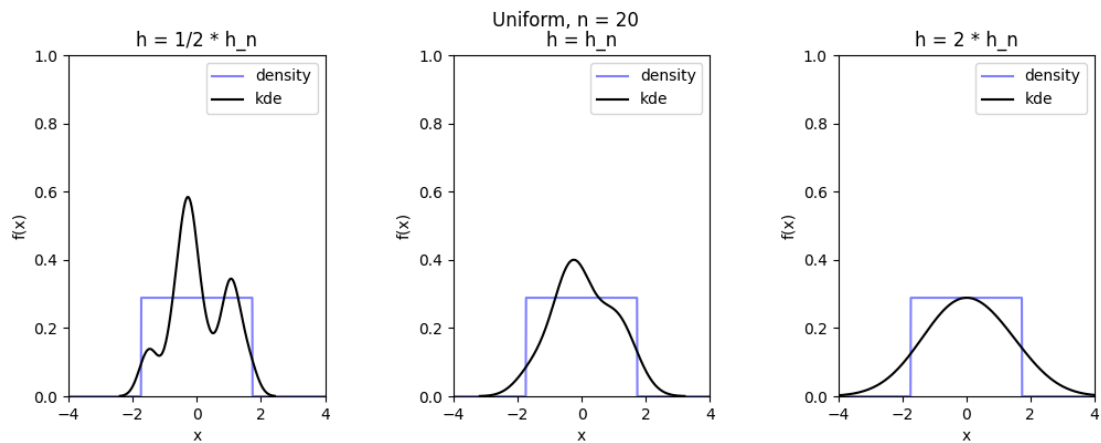 Uniform, n = 20
h = 1/2 * h_n
1.0
0.8
0.6
0.4
0.2
0.0
f(x)
−4
−2
0
2
4
x
density
kde
h = h_n
1.0
0.8
0.6
0.4
0.2
0.0
f(x)
−4
−2
0
2
4
x
density
kde
h = 2 * h_n
1.0
0.8
0.6
0.4
0.2
0.0
f(x)
−4
−2
0
2
4
x
density
kde